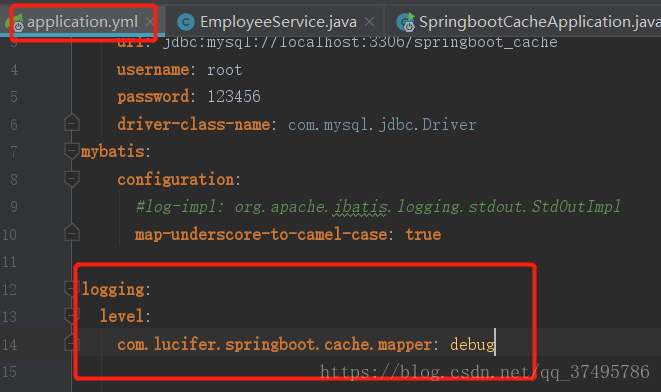 application.yml EmployeeService.java SpringbootCacheApplication.java
3 url: jdbc:mysql://localhost:3306/springboot_cache
4 username: root
5 password: 123456
6 driver-class-name: com.mysql.jdbc.Driver
7 mybatis:
8 configuration:
9 #log-impl: org.apache.ibatis.logging.stdout.StdOutImpl
10 map-underscore-to-camel-case: true
11
12 logging:
13 level:
14 com.lucifer.springboot.cache.mapper: debug
15 https://blog.csdn.net/qq_37495786